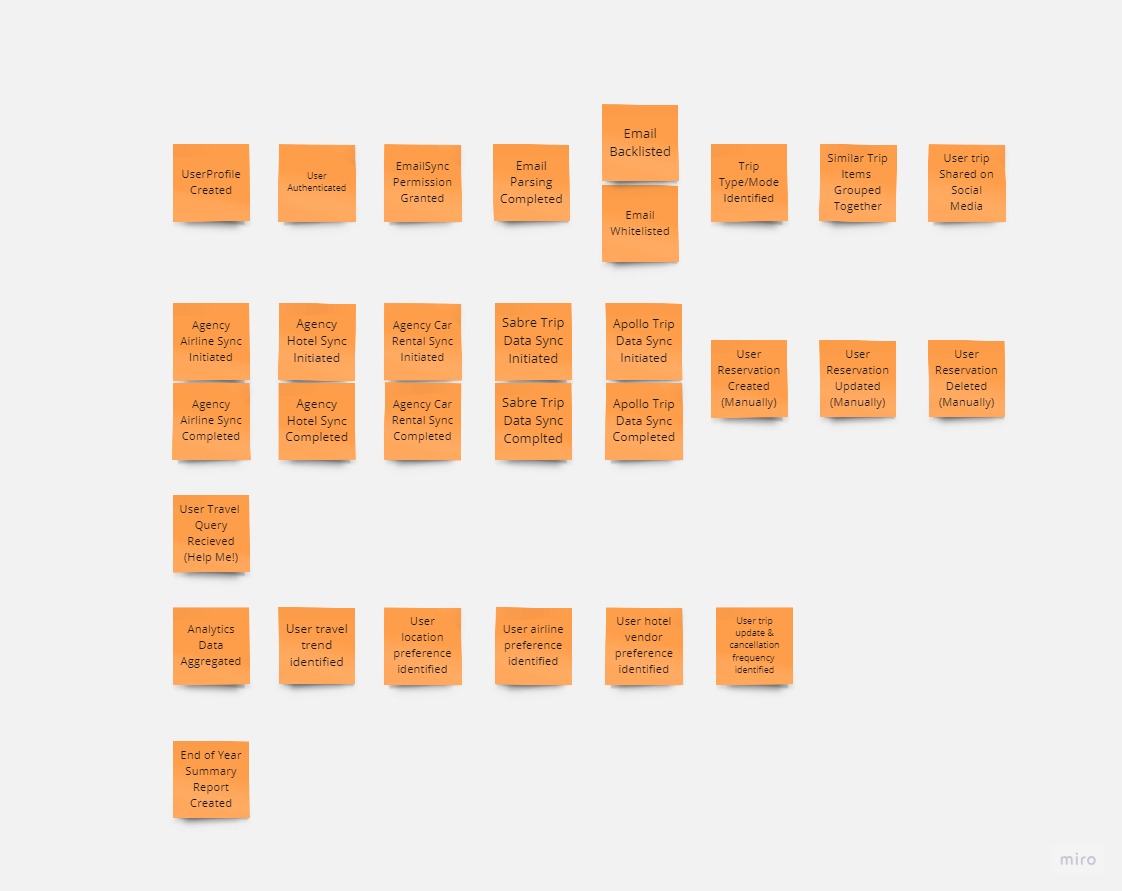 UserProfile
Created
User
Authenticated
EmailSync
Permission
Granted
Email
Parsing
Completed
Email
Backlisted
Email
Whitelisted
Trip
Type/Mode
Identified
Similar Trip
Items
Grouped
Together
User trip
Shared on
Social
Media
Agency
Airline Sync
Initiated
Agency
Hotel Sync
Initiated
Agency Car
Rental Sync
Initiated
Sabre Trip
Data Sync
Initiated
Apollo Trip
Data Sync
Initiated
Agency
Airline Sync
Completed
Agency
Hotel Sync
Completed
Agency Car
Rental Sync
Completed
Sabre Trip
Data Sync
Complted
Apollo Trip
Data Sync
Completed
User
Reservation
Created
(Manually)
User
Reservation
Updated
(Manually)
User
Reservation
Deleted
(Manually)
User Travel
Query
Recieved
(Help Me!)
Analytics
Data
Aggregated
User travel
trend
identified
User
location
preference
identified
User airline
preference
identified
User hotel
vendor
preference
identified
User trip
update &
cancellation
frequency
identified
End of Year
Summary
Report
Created
miro